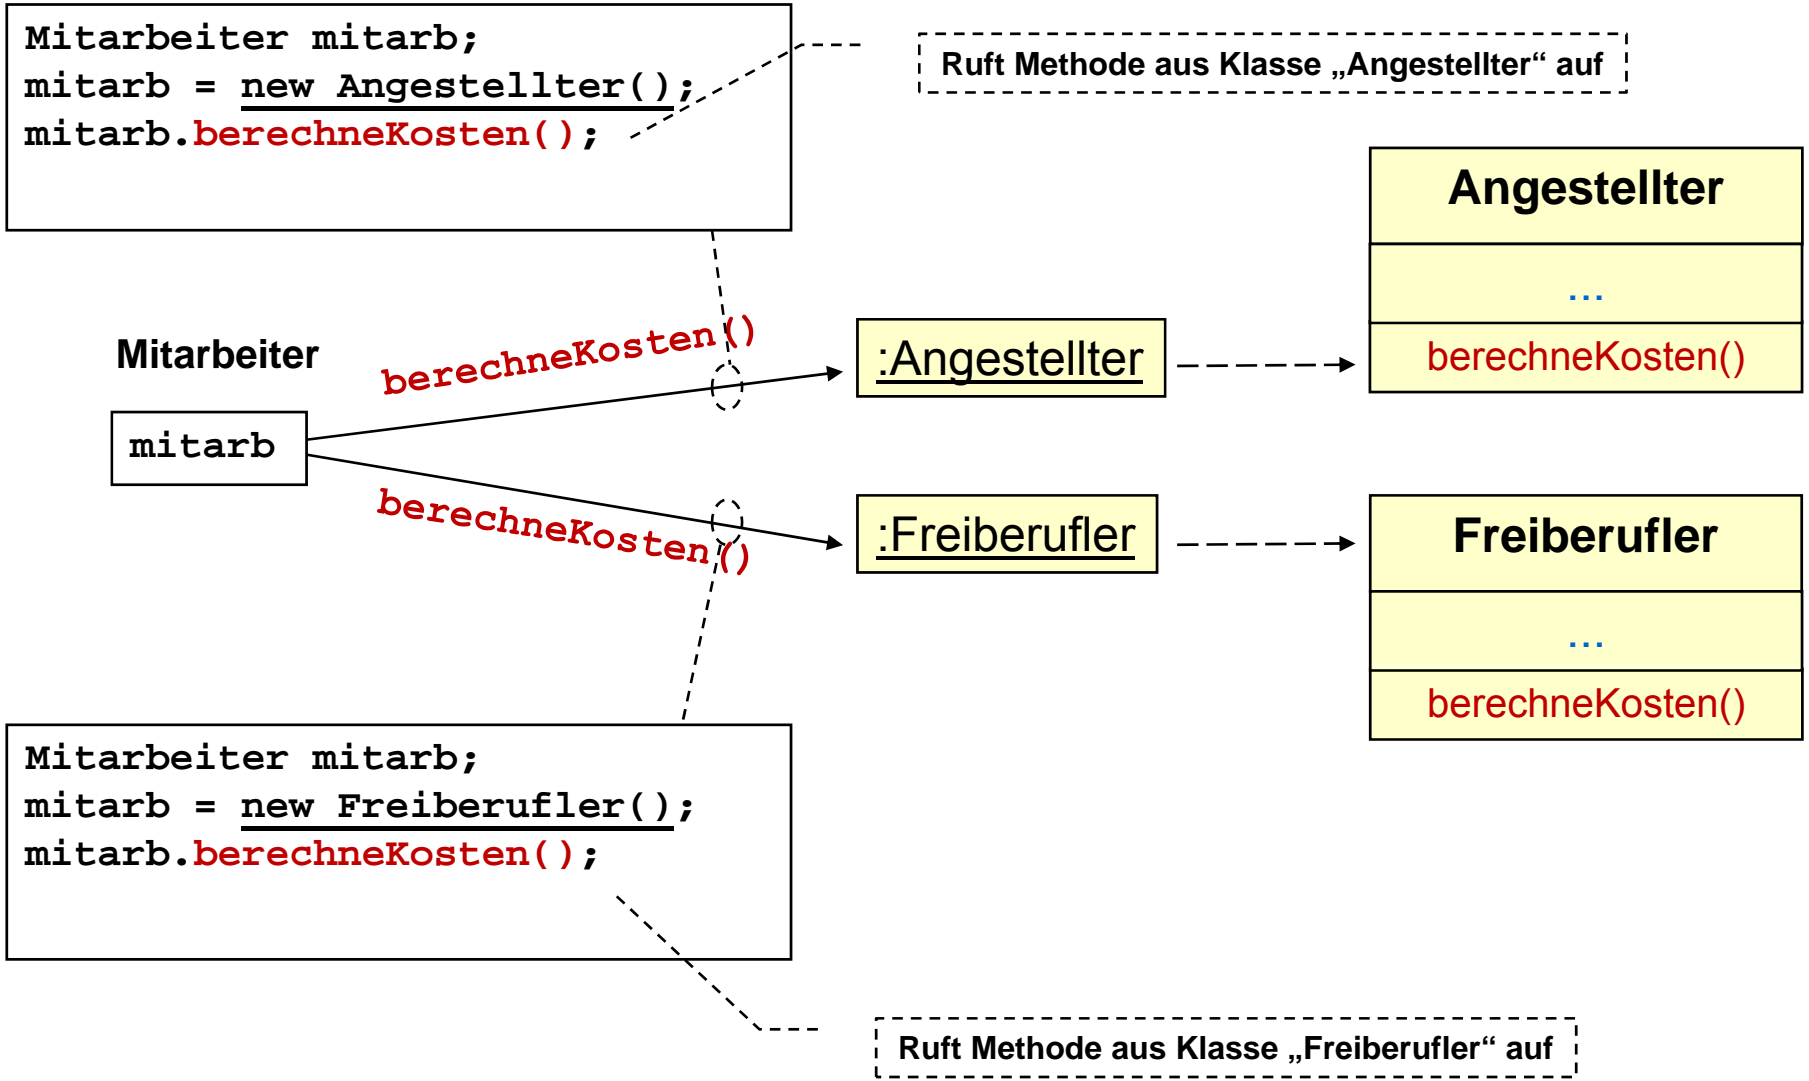 Mitarbeiter mitarb;
mitarb = new Angestellter();
mitarb.berechneKosten();
Ruft Methode aus Klasse „Angestellter“ auf
Angestellter
...
berechneKosten()
Mitarbeiter
mitarb
berechneKosten()
:Angestellter
berechneKosten()
:Freiberufler
Freiberufler
...
berechneKosten()
Mitarbeiter mitarb;
mitarb = new Freiberufler();
mitarb.berechneKosten();
Ruft Methode aus Klasse „Freiberufler“ auf